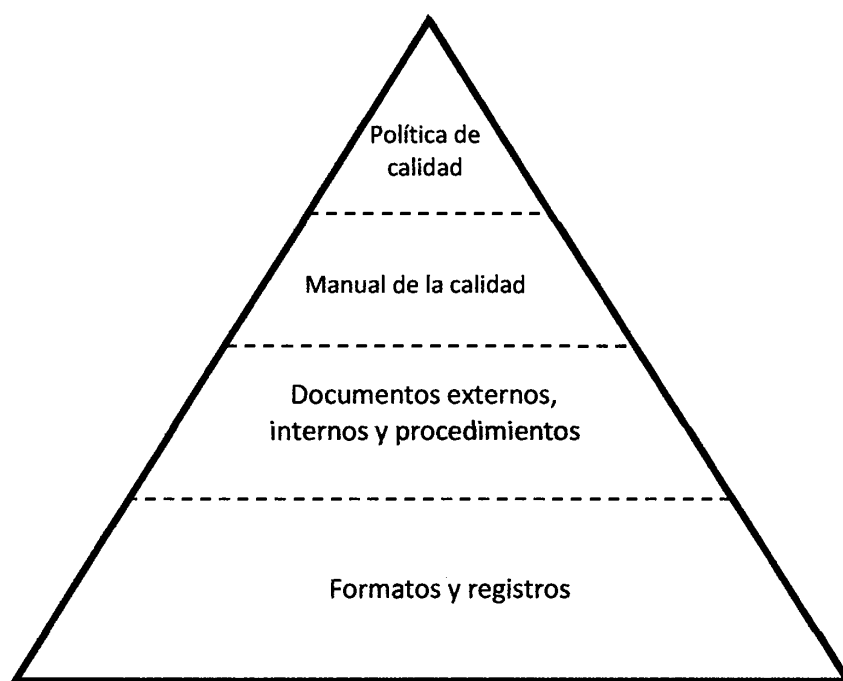 Política de
calidad
Manual de la calidad
Documentos externos,
internos y procedimientos
Formatos y registros